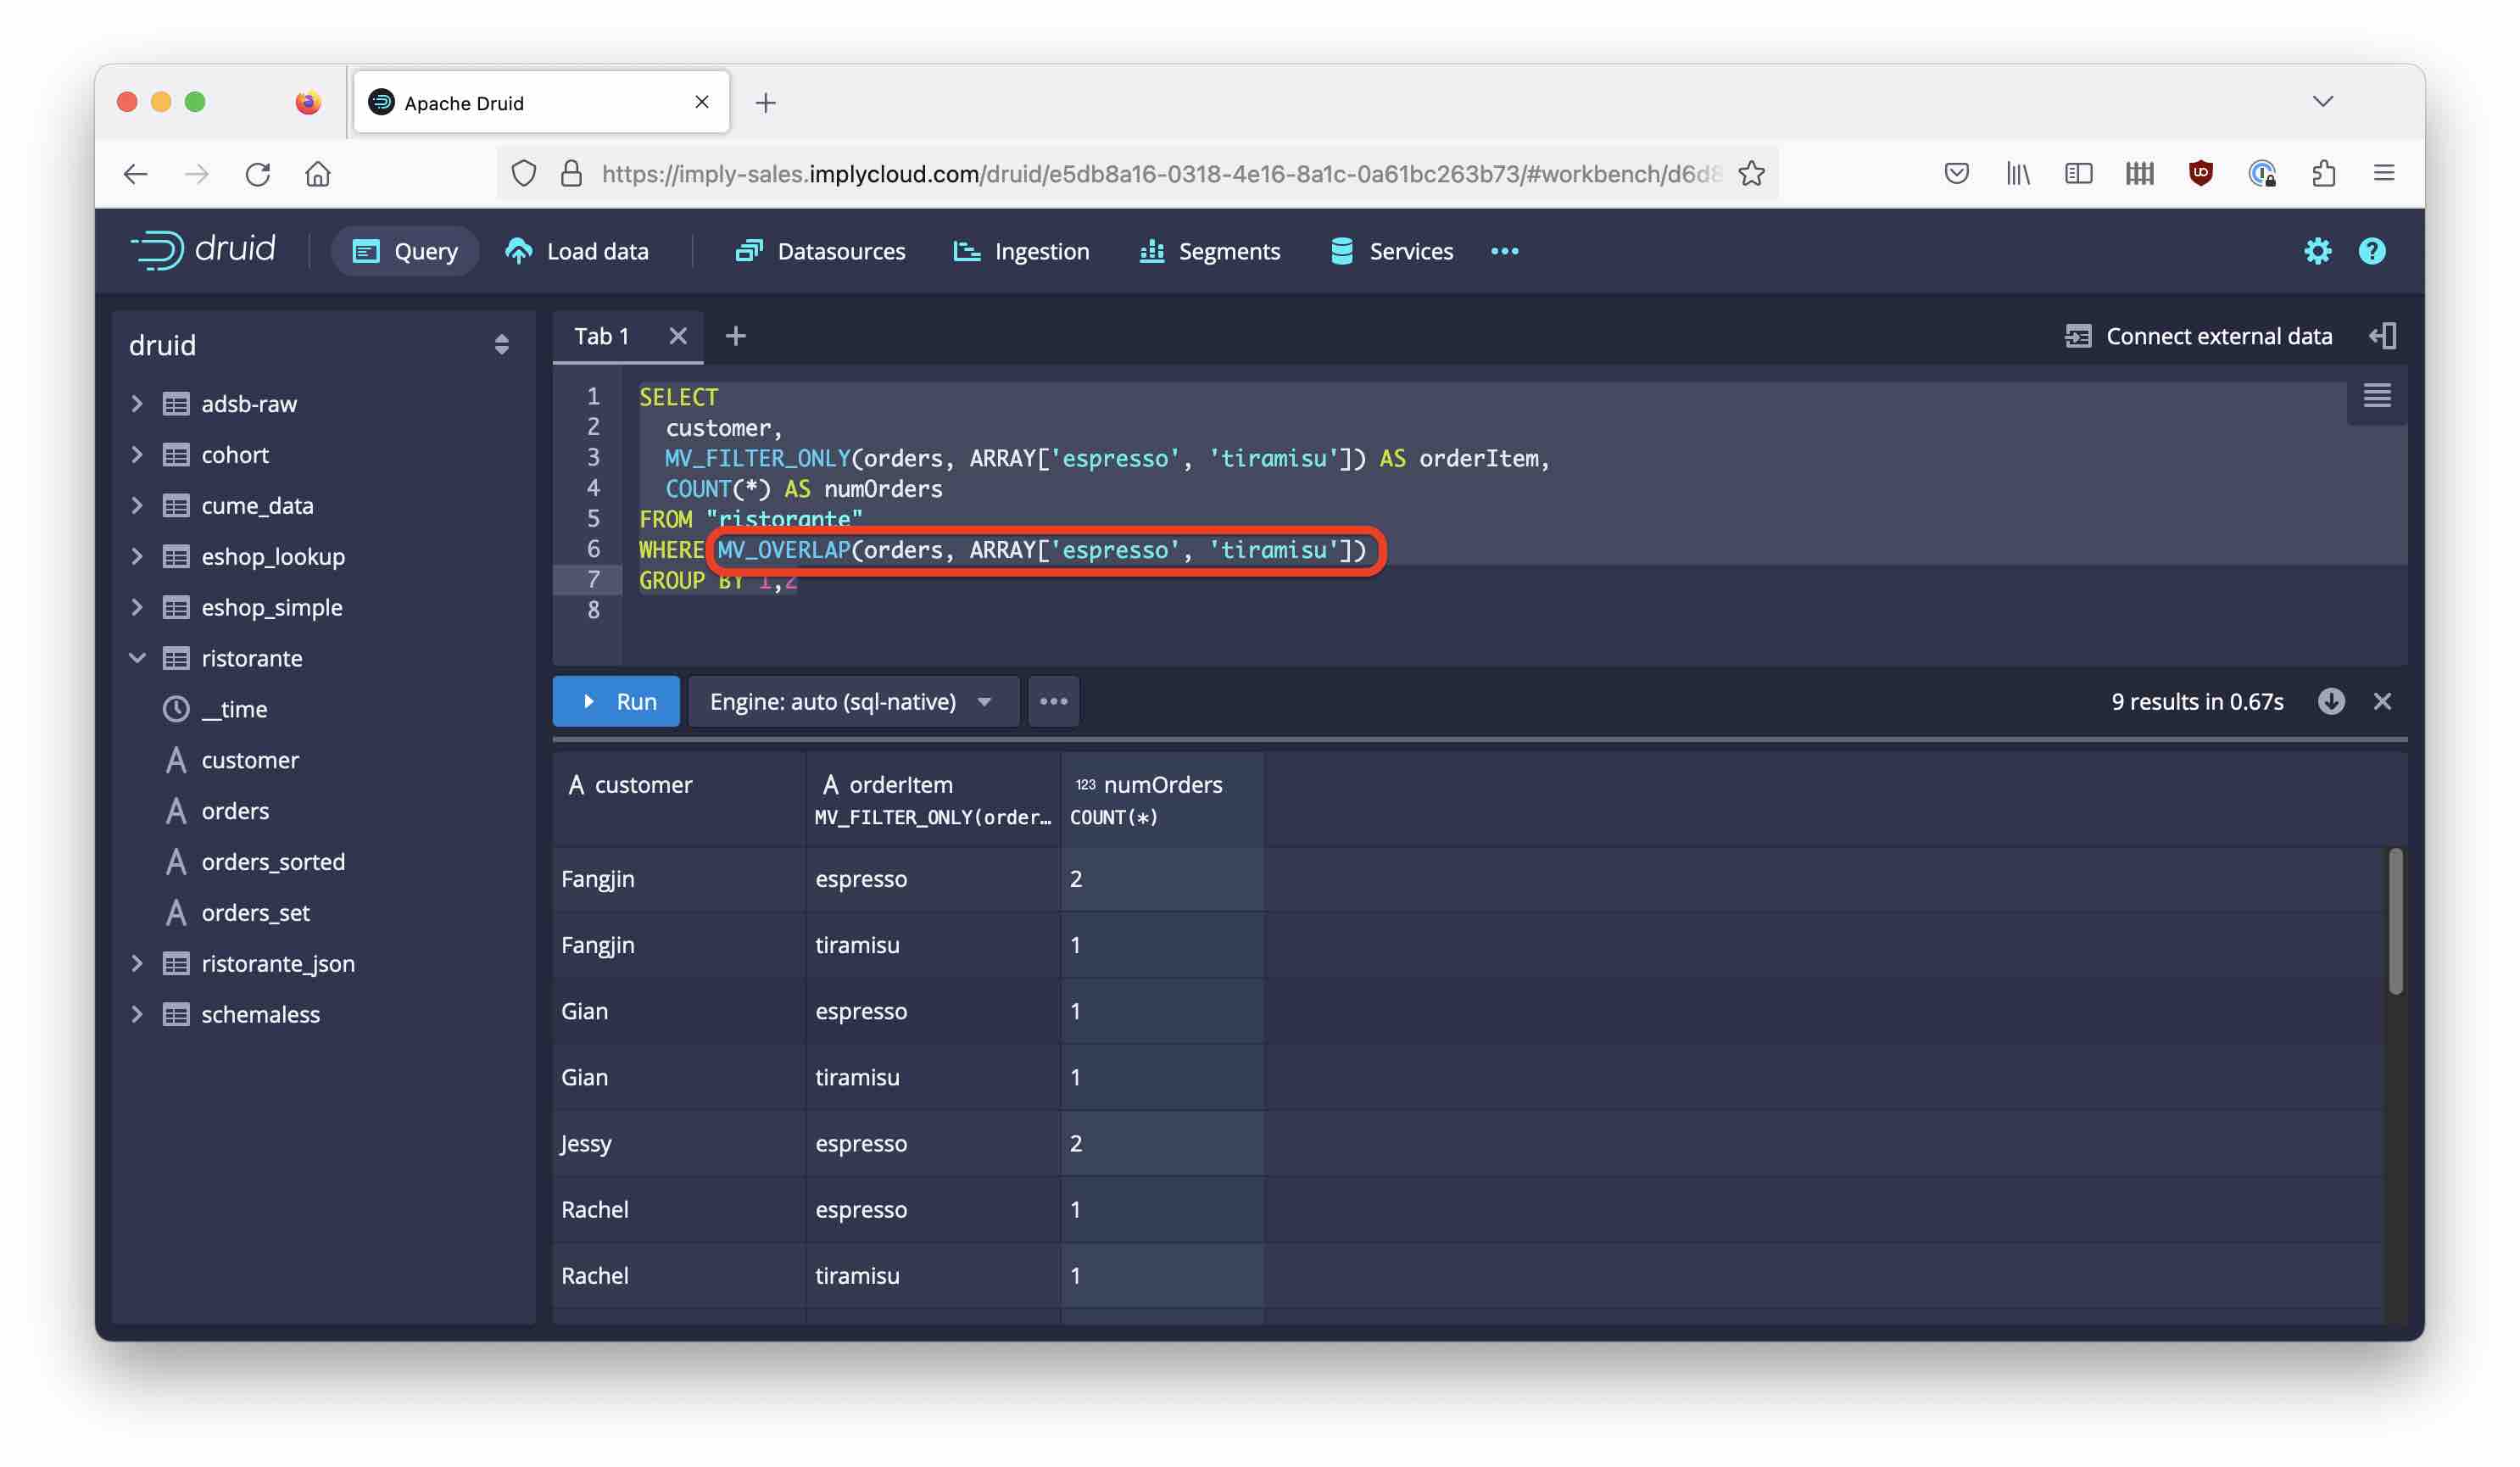 Apache Druid
https://imply-sales.implycloud.com/druid/e5db8a16-0318-4e16-8a1c-0a61bc263b73/#workbench/d6d8
druid
Query
Load data
Datasources
Ingestion
Segments
Services
druid
adsb-raw
cohort
cume_data
eshop_lookup
eshop_simple
ristorante
__time
customer
orders
orders_sorted
orders_set
ristorante_json
schemaless
Tab 1
Connect external data
1 SELECT
2 customer,
3 MV_FILTER_ONLY(orders, ARRAY['espresso', 'tiramisu']) AS orderItem,
4 COUNT(*) AS numOrders
5 FROM "ristorante"
6 WHERE MV_OVERLAP(orders, ARRAY['espresso', 'tiramisu'])
7 GROUP BY 1,2
8
Run
Engine: auto (sql-native)
9 results in 0.67s
customer
orderItem
123 numOrders
MV_FILTER_ONLY(order…
COUNT(*)
Fangjin espresso 2
Fangjin tiramisu 1
Gian espresso 1
Gian tiramisu 1
Jessy espresso 2
Rachel espresso 1
Rachel tiramisu 1